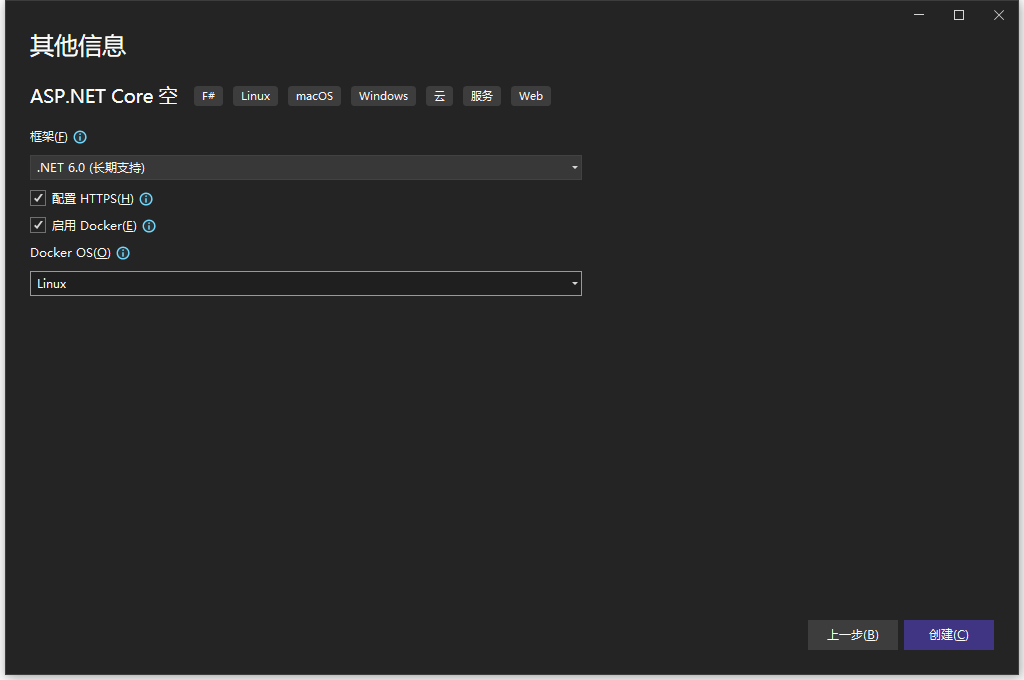 其他信息
ASP.NET Core 空 F# Linux macOS Windows 云 服务 Web
框架(F)
.NET 6.0 (长期支持)
配置 HTTPS(H)
启用 Docker(E)
Docker OS(O)
Linux
上一步(B) 创建(C)